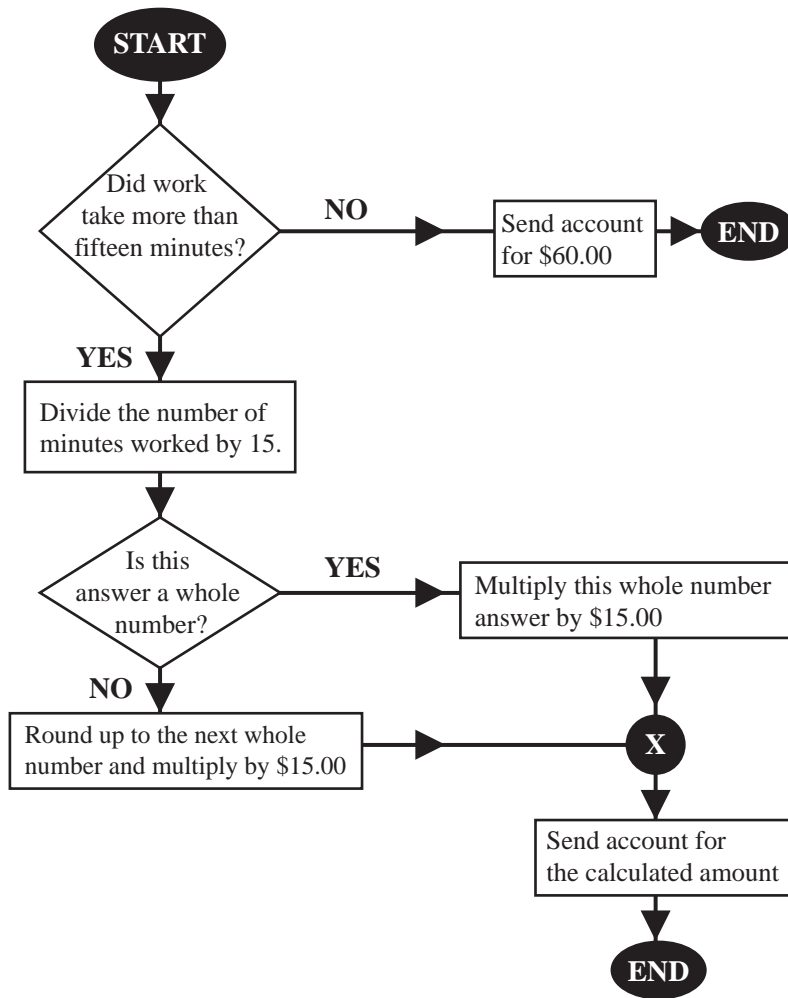 START
Did work
take more than
fifteen minutes?
NO
Send account
for $60.00
END
YES
Divide the number of
minutes worked by 15.
Is this
answer a whole
number?
YES
Multiply this whole number
answer by $15.00
NO
Round up to the next whole
number and multiply by $15.00
X
Send account for
the calculated amount
END